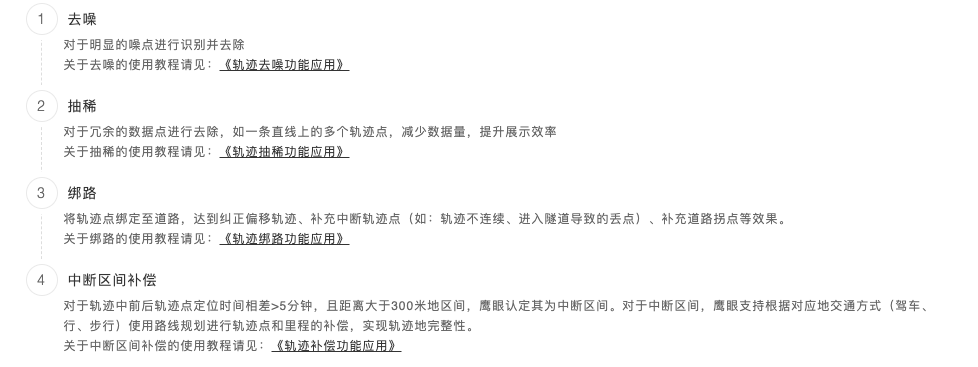 1 去噪
对于明显的噪点进行识别并去除
关于去噪的使用教程请见：《轨迹去噪功能应用》
2 抽稀
对于冗余的数据点进行去除，如一条直线上的多个轨迹点，减少数据量，提升展示效率
关于抽稀的使用教程请见：《轨迹抽稀功能应用》
3 绑路
将轨迹点绑定至道路，达到纠正偏移轨迹、补充中断轨迹点（如：轨迹不连续、进入隧道导致的丢点）、补充道路拐点等效果。
关于绑路的使用教程请见：《轨迹绑路功能应用》
4 中断区间补偿
对于轨迹中前后轨迹点定位时间相差>5分钟，且距离大于300米地区间，鹰眼认定其为中断区间。对于中断区间，鹰眼支持根据对应地交通方式（驾车、
行、步行）使用路线规划进行轨迹点和里程的补偿，实现轨迹地完整性。
关于中断区间补偿的使用教程请见：《轨迹补偿功能应用》